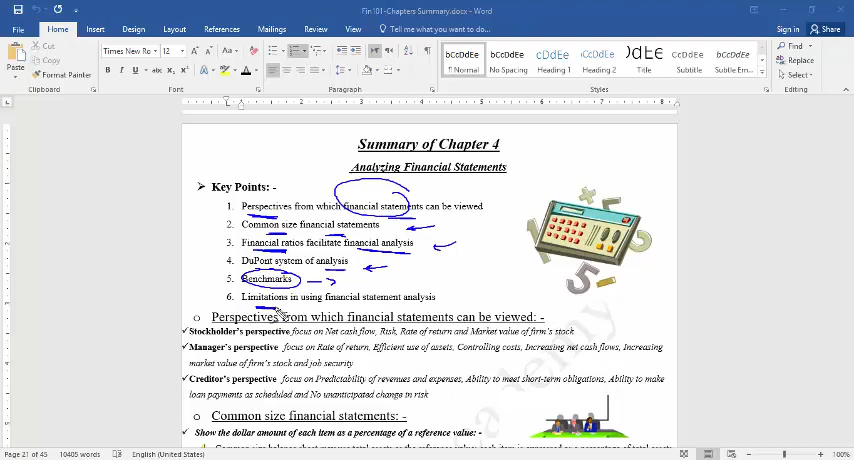 Fin101-Chapters Summary.docx - Word
File Home Insert Design Layout References Mailings Review View Tell me what you want to do... Sign in Share
Cut
Copy
Format Painter
Paste
Clipboard
Times New Ro 12
Font
Paragraph
bCcDdEe bCcDdEe cDdEe bCcDdEe DdE CcDdEe bCcDdEe
¶ Normal No Spacing Heading 1 Heading 2 Title Subtitle Subtle Em...
Styles
Find
Replace
Select
Editing
Summary of Chapter 4
Analyzing Financial Statements
➢ Key Points: -
1. Perspectives from which financial statements can be viewed
2. Common size financial statements
3. Financial ratios facilitate financial analysis
4. DuPont system of analysis
5. Benchmarks
6. Limitations in using financial statement analysis
o Perspectives from which financial statements can be viewed: -
✓Stockholder's perspective focus on Net cash flow, Risk, Rate of return and Market value of firm's stock
✓Manager's perspective focus on Rate of return, Efficient use of assets, Controlling costs, Increasing net cash flows, Increasing
market value of firm's stock and job security
✓Creditor's perspective focus on Predictability of revenues and expenses, Ability to meet short-term obligations, Ability to make
loan payments as scheduled and No unanticipated change in risk
o Common size financial statements: -
✓ Show the dollar amount of each item as a percentage of a reference value: -
Page 21 of 45 10405 words English (United States) 100%